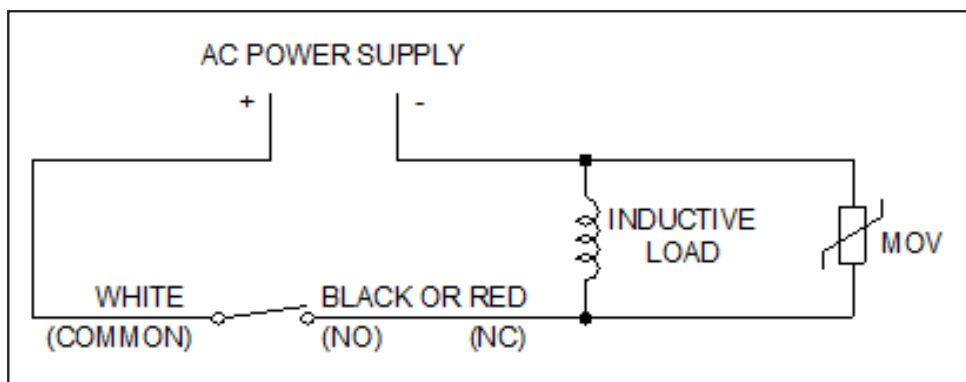 AC POWER SUPPLY
+ -
INDUCTIVE
LOAD
MOV
WHITE BLACK OR RED
(COMMON) (NO) (NC)